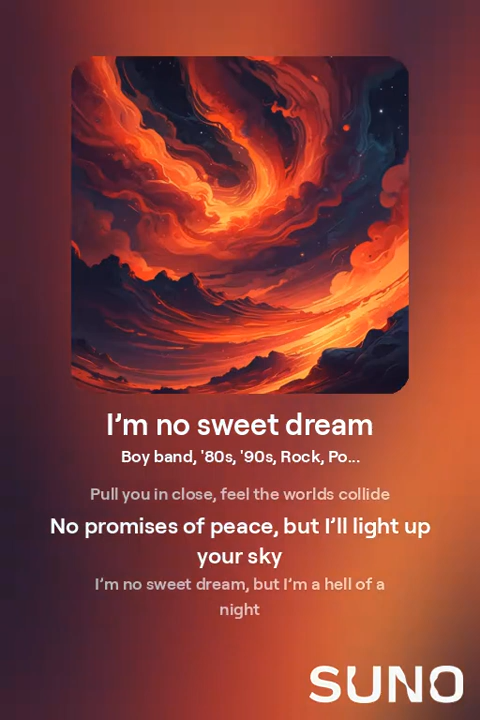 I'm no sweet dream
Boy band, '80s, '90s, Rock, Po...
Pull you in close, feel the worlds collide
No promises of peace, but I'll light up
your sky
I'm no sweet dream, but I'm a hell of a
night
SUNO